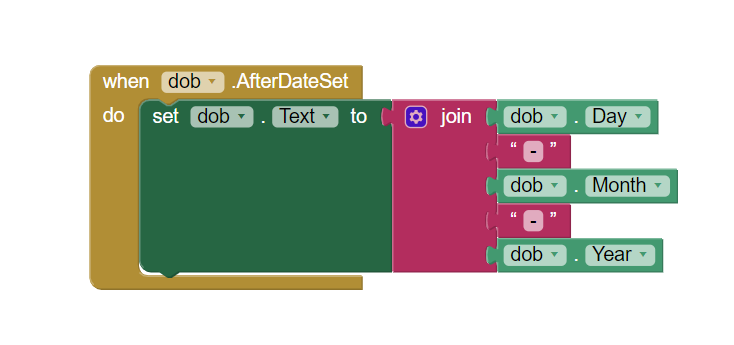 when dob .AfterDateSet
do set dob . Text to join dob . Day
“ - ”
dob . Month
“ - ”
dob . Year